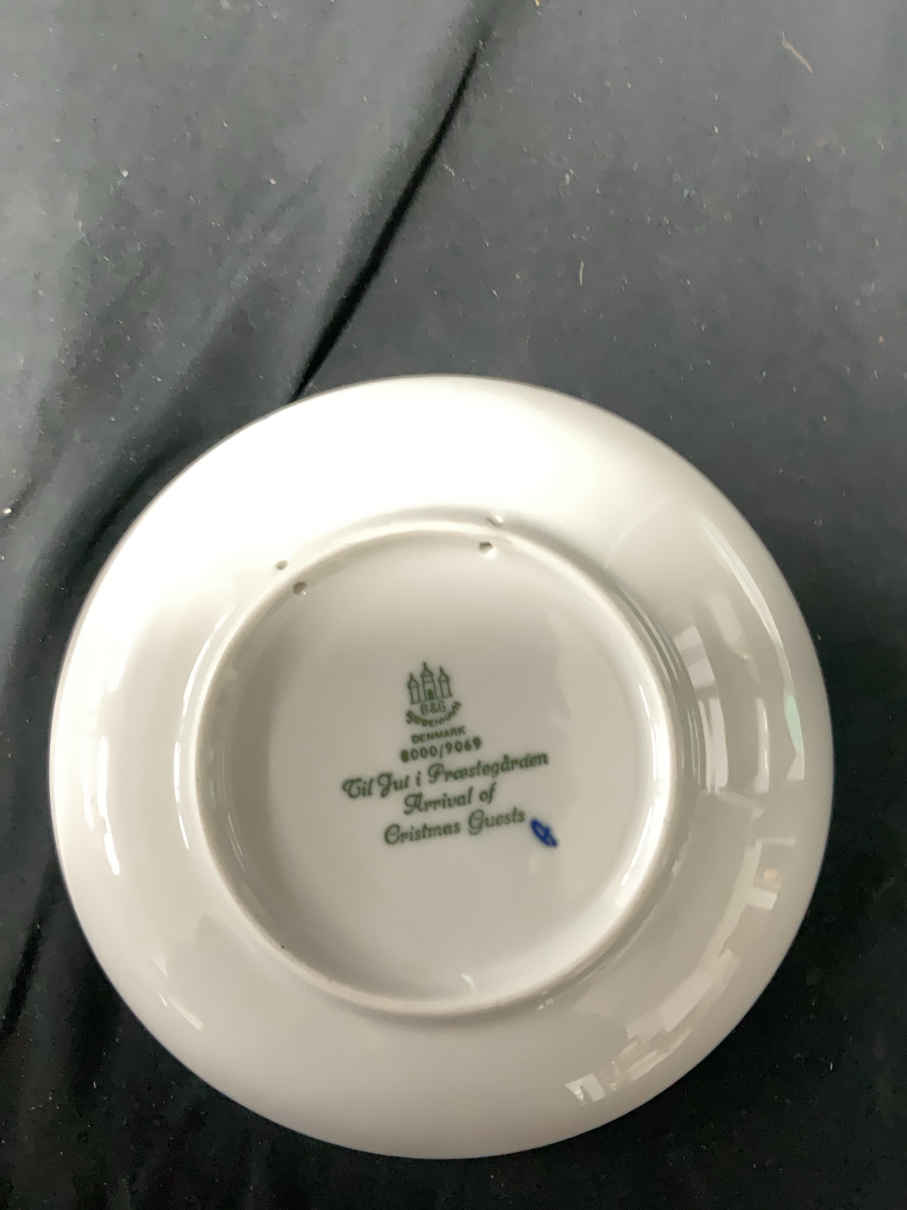 B&G
DENMARK
8000/9069
Til Jul i Præstegården
Arrival of
Cristmas Guests